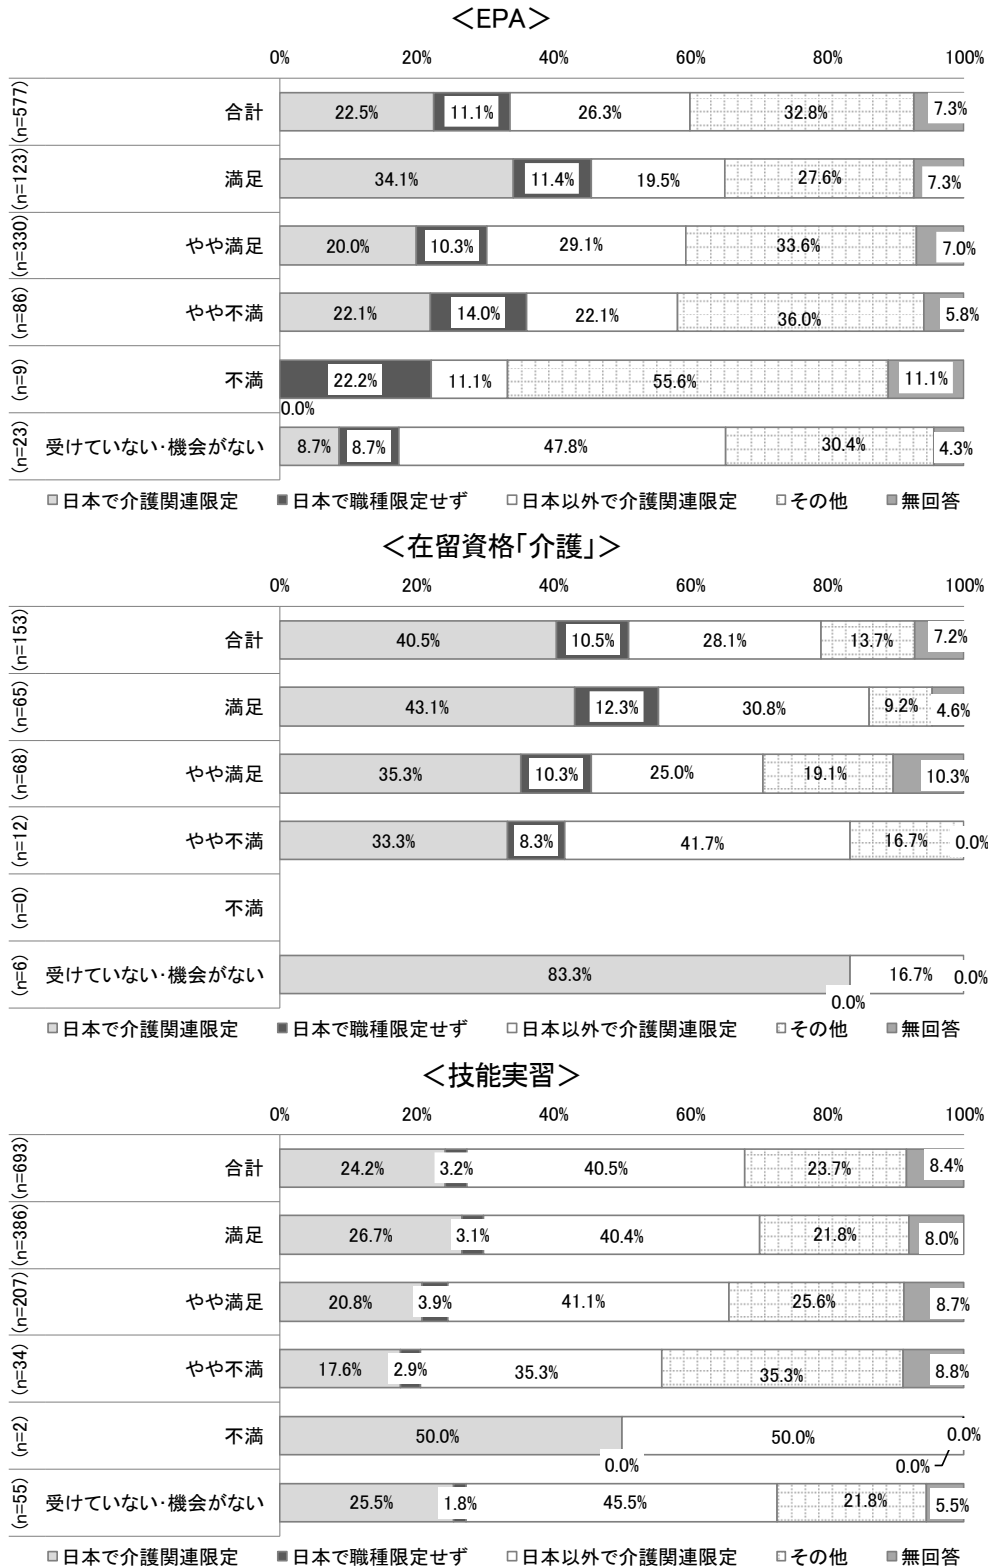 ＜EPA＞
0% 20% 40% 60% 80% 100%
(n=577) 合計 22.5% 11.1% 26.3% 32.8% 7.3%
(n=123) 満足 34.1% 11.4% 19.5% 27.6% 7.3%
(n=330) やや満足 20.0% 10.3% 29.1% 33.6% 7.0%
(n=86) やや不満 22.1% 14.0% 22.1% 36.0% 5.8%
(n=9) 不満 22.2% 11.1% 55.6% 11.1%
0.0%
(n=23) 受けていない・機会がない 8.7% 8.7% 47.8% 30.4% 4.3%
日本で介護関連限定 日本で職種限定せず 日本以外で介護関連限定 その他 無回答
＜在留資格「介護」＞
0% 20% 40% 60% 80% 100%
(n=153) 合計 40.5% 10.5% 28.1% 13.7% 7.2%
(n=65) 満足 43.1% 12.3% 30.8% 9.2% 4.6%
(n=68) やや満足 35.3% 10.3% 25.0% 19.1% 10.3%
(n=12) やや不満 33.3% 8.3% 41.7% 16.7% 0.0%
(n=0) 不満
(n=6) 受けていない・機会がない 83.3% 16.7% 0.0%
0.0%
日本で介護関連限定 日本で職種限定せず 日本以外で介護関連限定 その他 無回答
＜技能実習＞
0% 20% 40% 60% 80% 100%
(n=693) 合計 24.2% 3.2% 40.5% 23.7% 8.4%
(n=386) 満足 26.7% 3.1% 40.4% 21.8% 8.0%
(n=207) やや満足 20.8% 3.9% 41.1% 25.6% 8.7%
(n=34) やや不満 17.6% 2.9% 35.3% 35.3% 8.8%
(n=2) 不満 50.0% 50.0% 0.0%
0.0% 0.0%
(n=55) 受けていない・機会がない 25.5% 1.8% 45.5% 21.8% 5.5%
日本で介護関連限定 日本で職種限定せず 日本以外で介護関連限定 その他 無回答